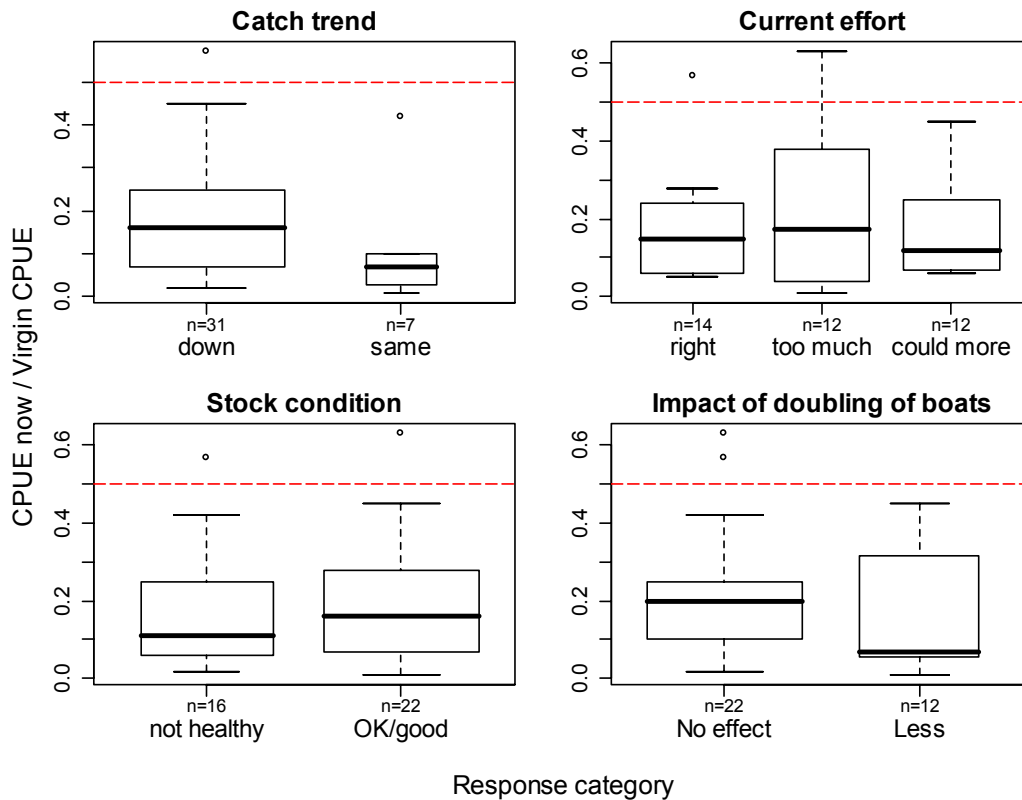 Catch trend
Current effort
CPUE now / Virgin CPUE
0.0
0.2
0.4
n=31
n=7
down
same
0.0
0.2
0.4
0.6
n=14
n=12
n=12
right
too much
could more
Stock condition
Impact of doubling of boats
0.0
0.2
0.4
0.6
n=16
n=22
not healthy
OK/good
0.0
0.2
0.4
0.6
n=22
n=12
No effect
Less
Response category